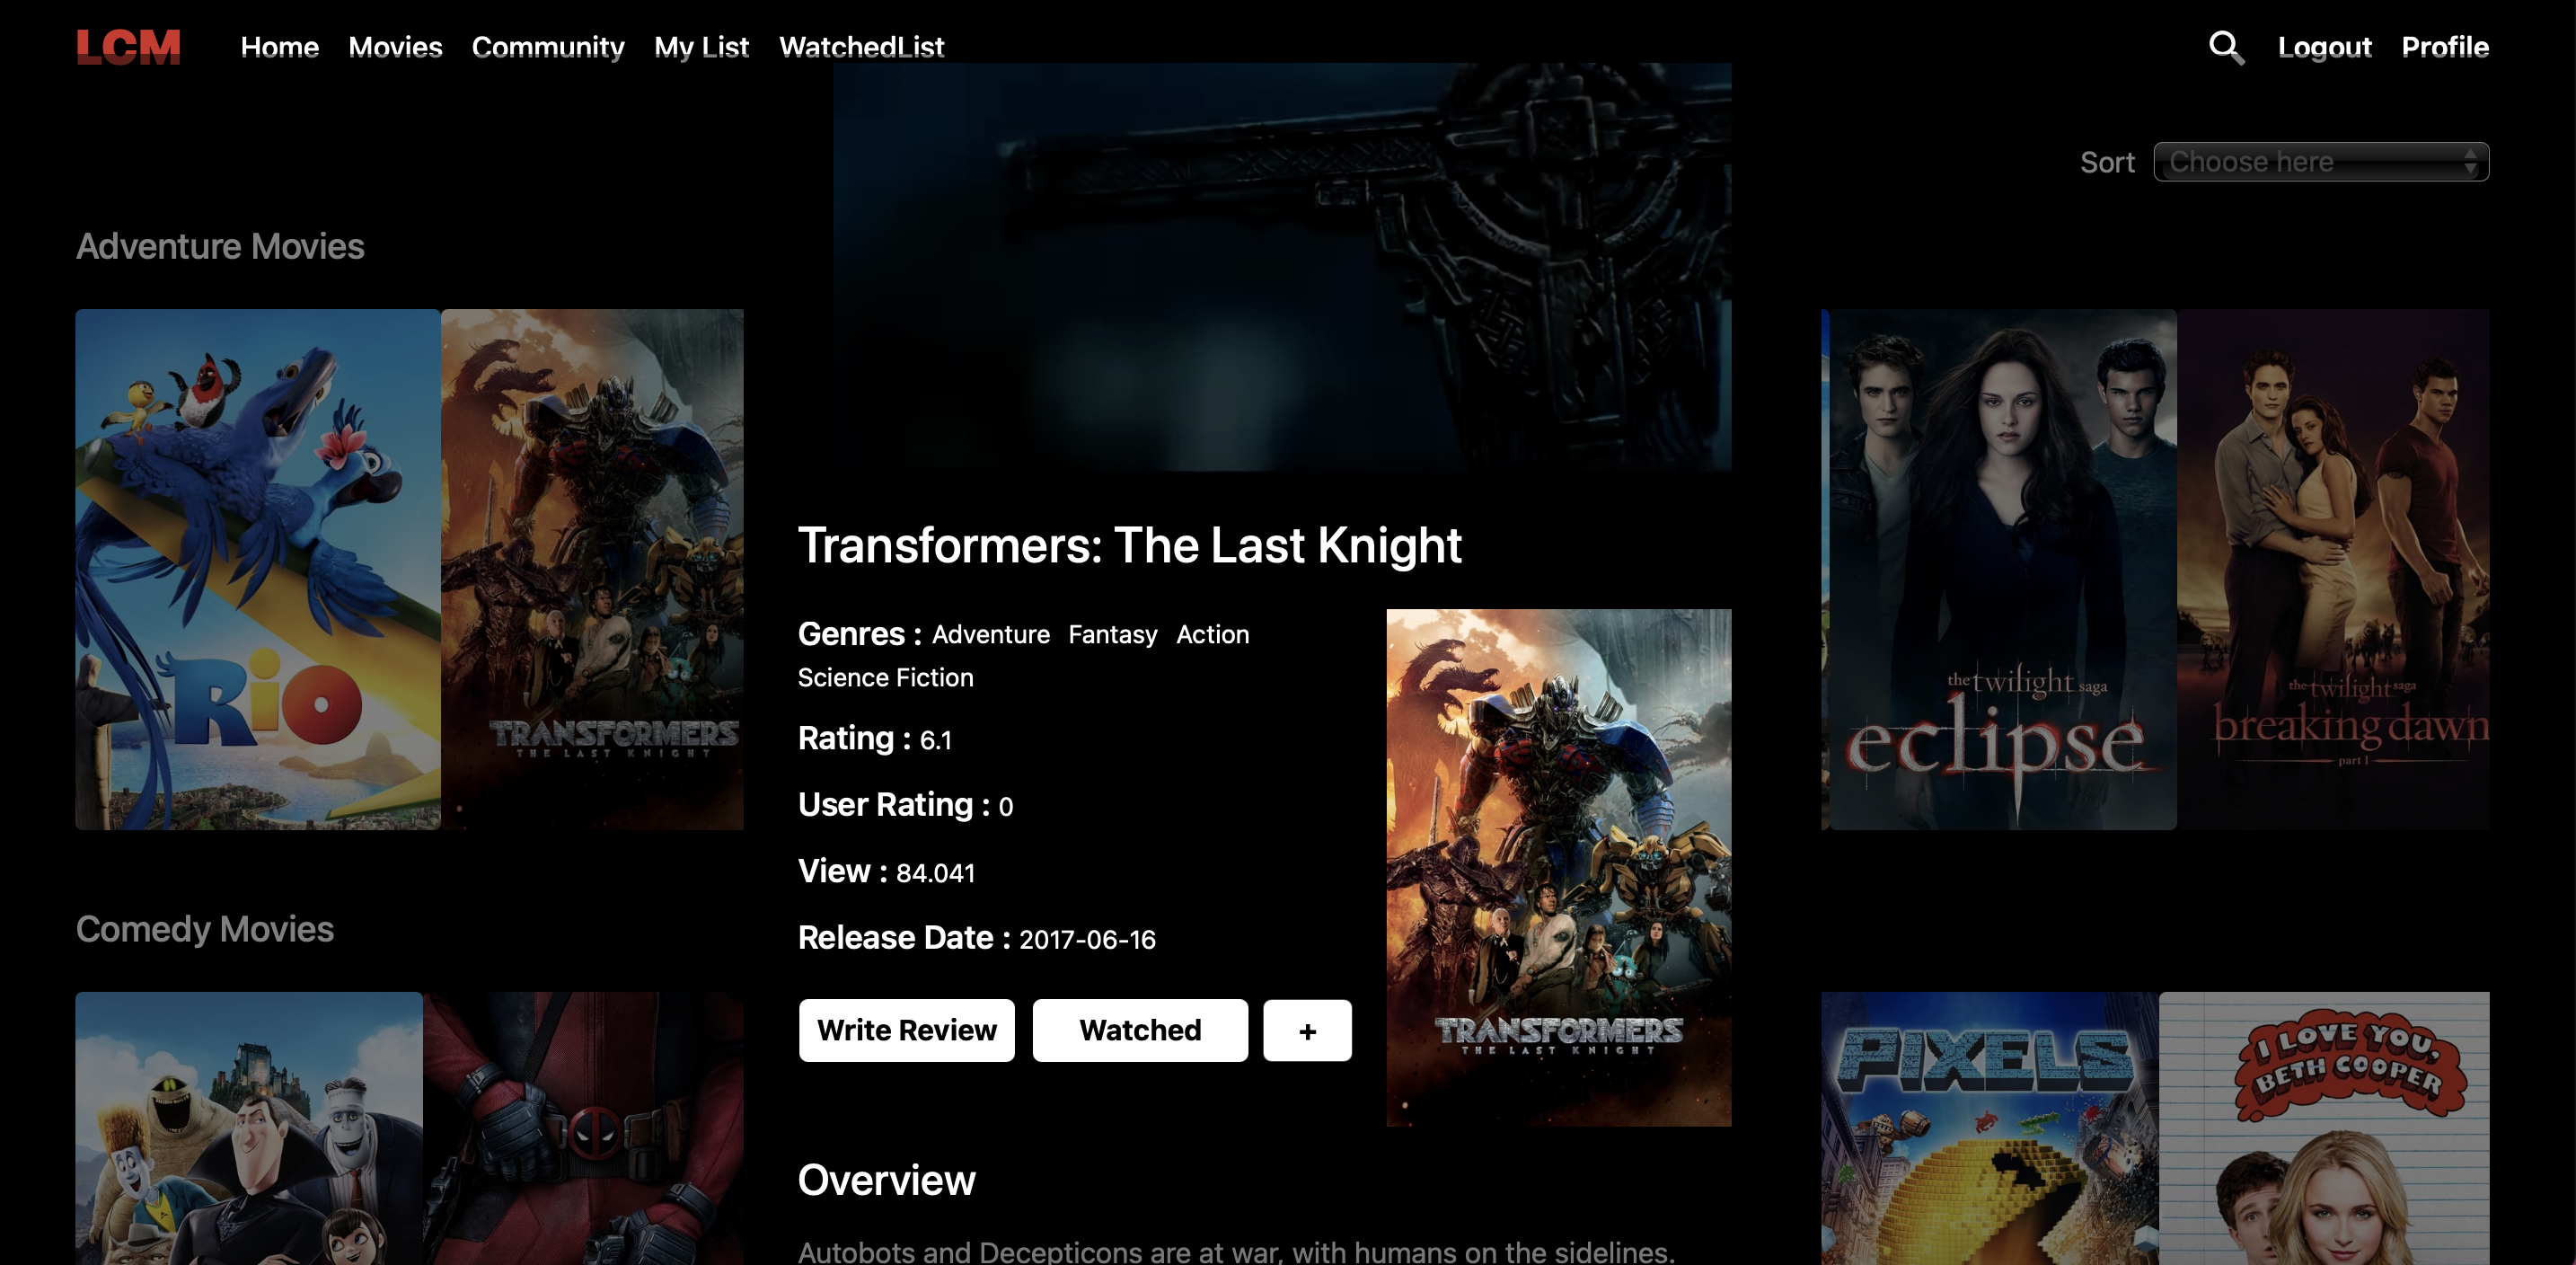 LCM Home Movies Community My List WatchedList Logout Profile
Sort Choose here
Adventure Movies
RiO
TRANSFORMERS
THE LAST KNIGHT
the twilight saga
eclipse
the twilight saga
breaking dawn
part 1
Transformers: The Last Knight
Genres : Adventure Fantasy Action
Science Fiction
Rating : 6.1
User Rating : 0
View : 84.041
Release Date : 2017-06-16
Write Review Watched +
TRANSFORMERS
THE LAST KNIGHT
Comedy Movies
PIXELS
I LOVE YOU,
BETH COOPER
Overview
Autobots and Decepticons are at war, with humans on the sidelines.